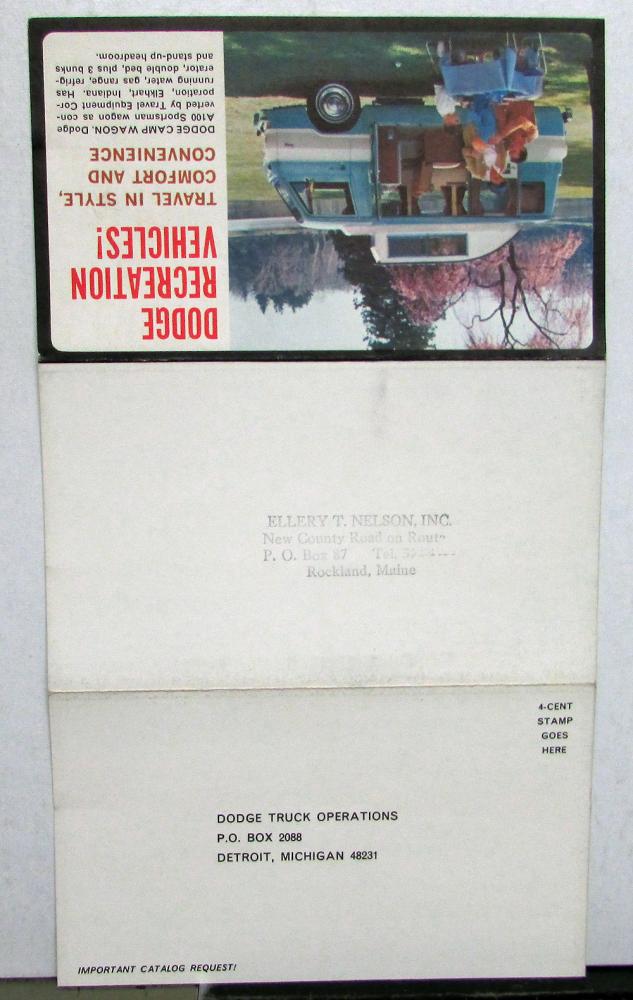 DODGE
RECREATION
VEHICLES!
TRAVEL IN STYLE,
COMFORT AND
CONVENIENCE
DODGE CAMP WAGON. Dodge
A100 Sportsman wagon as con-
verted by Travel Equipment Cor-
poration, Elkhart, Indiana. Has
running water, gas range, refrig-
erator, double bed, plus 3 bunks
and stand-up headroom.
ELLERY T. NELSON, INC.
New County Road on
P. O. Box 87 Tel.
Rockland, Maine
4-CENT
STAMP
GOES
HERE
DODGE TRUCK OPERATIONS
P.O. BOX 2088
DETROIT, MICHIGAN 48231
IMPORTANT CATALOG REQUEST!